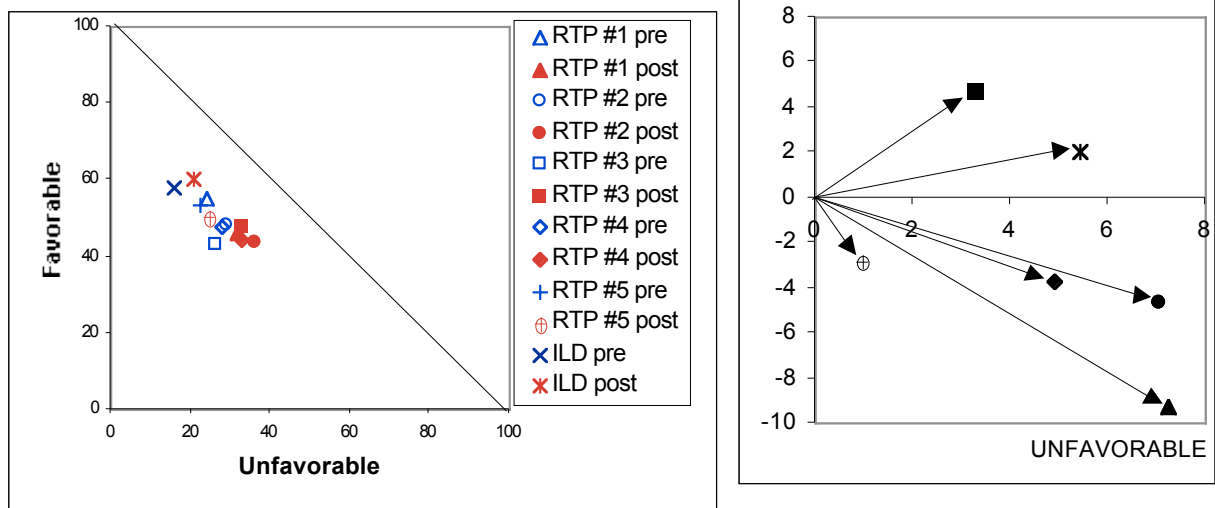 100
80
60
40
20
0
Favorable
0 20 40 60 80 100
Unfavorable
RTP #1 pre
RTP #1 post
RTP #2 pre
RTP #2 post
RTP #3 pre
RTP #3 post
RTP #4 pre
RTP #4 post
RTP #5 pre
RTP #5 post
ILD pre
ILD post
8
6
4
2
0
-2
-4
-6
-8
-10
0 2 4 6 8
UNFAVORABLE